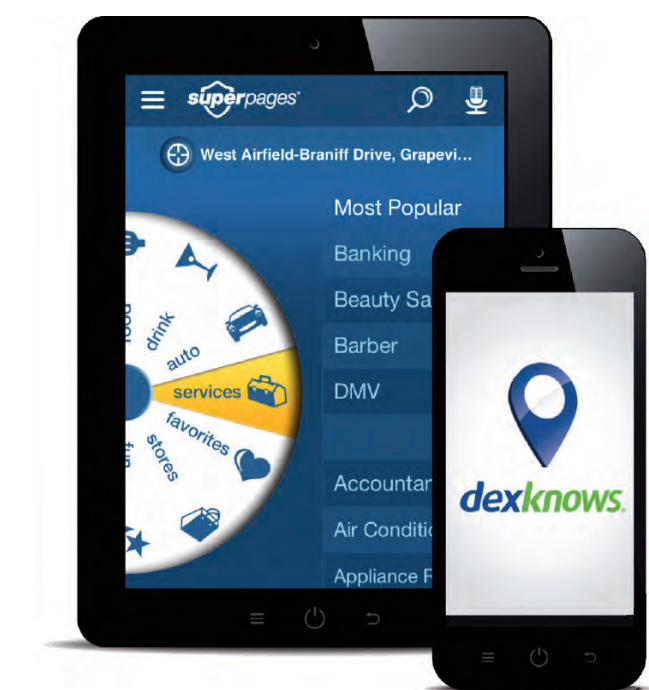 superpages®
West Airfield-Braniff Drive, Grapevi...
Most Popular
Banking
Beauty Sa
Barber
DMV
Accountan
Air Conditio
Appliance R
food
drink
auto
services
favorites
stores
fun
dexknows®